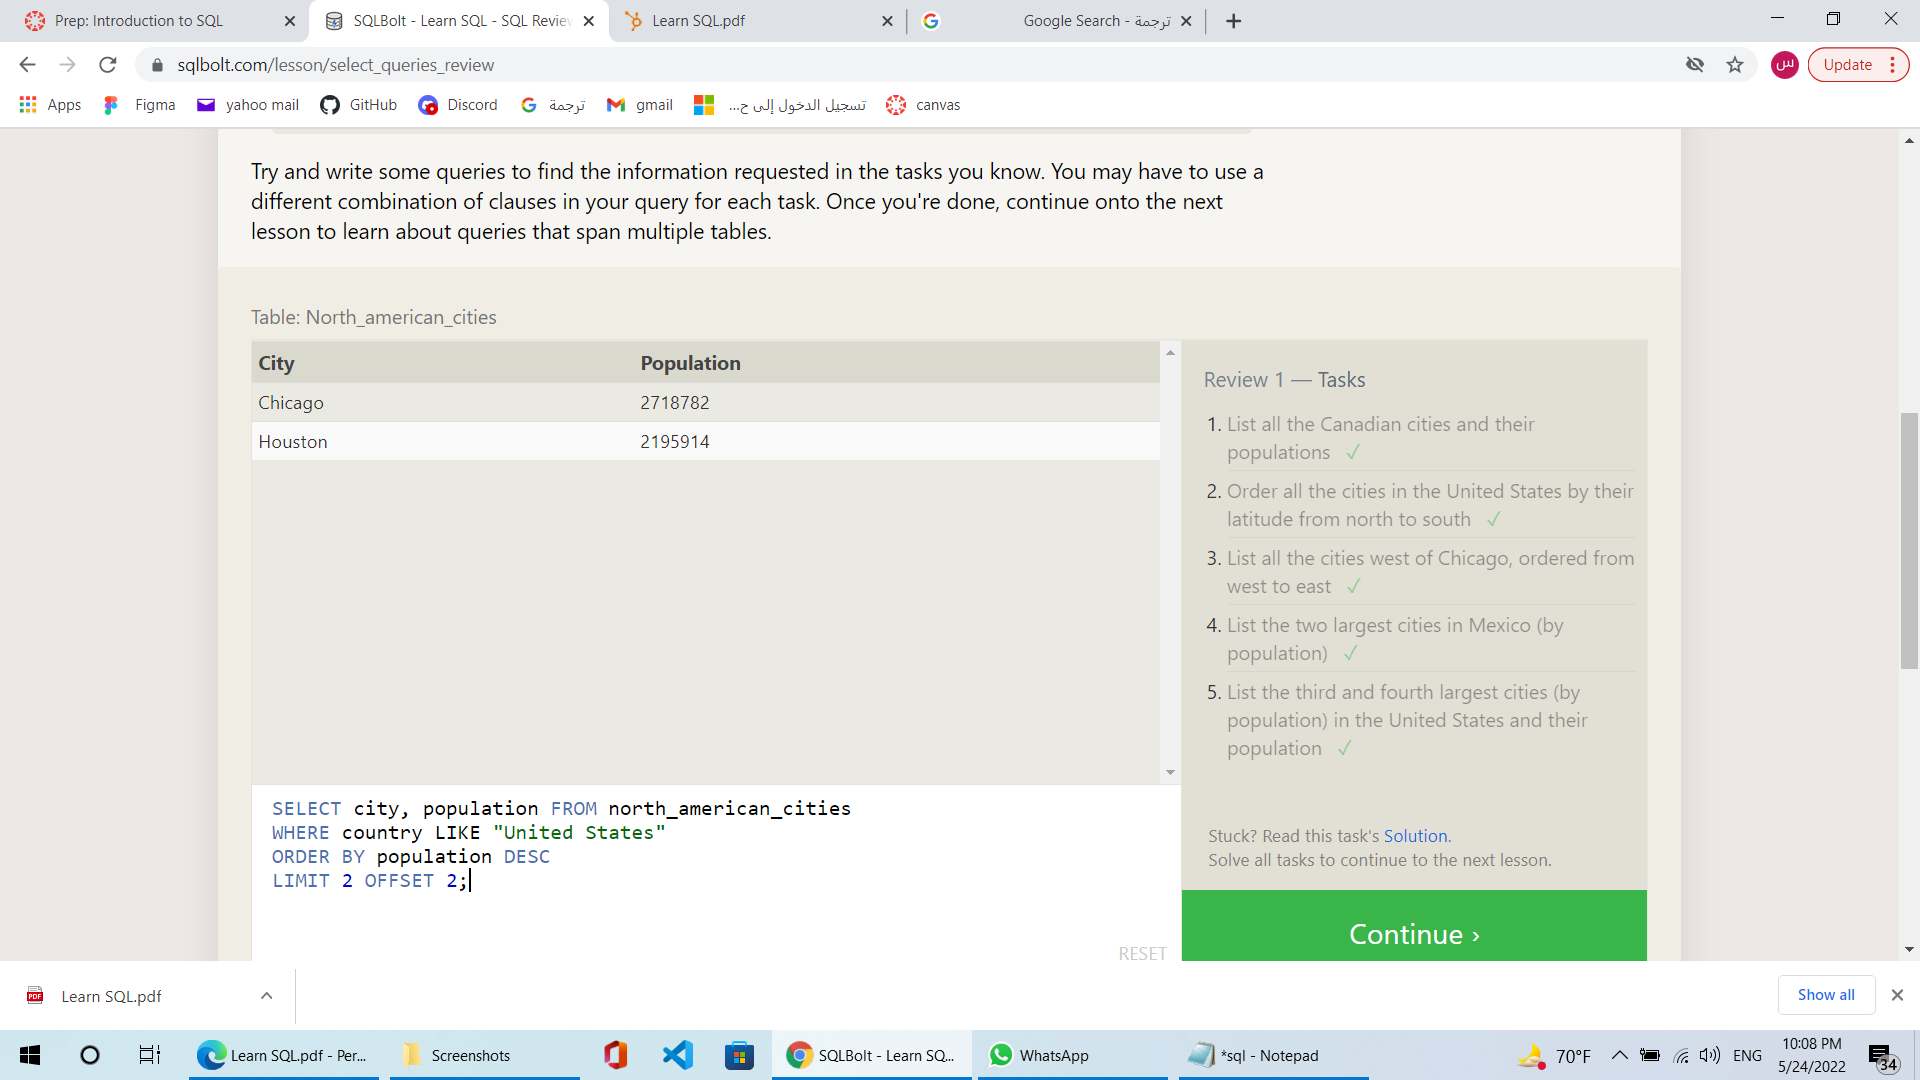 Prep: Introduction to SQL
SQLBolt - Learn SQL - SQL Review
Learn SQL.pdf
ترجمة - Google Search
sqlbolt.com/lesson/select_queries_review
س
Update
Apps
Figma
yahoo mail
GitHub
Discord
ترجمة
gmail
تسجيل الدخول إلى ح...
canvas
Try and write some queries to find the information requested in the tasks you know. You may have to use a
different combination of clauses in your query for each task. Once you're done, continue onto the next
lesson to learn about queries that span multiple tables.
Table: North_american_cities
City Population
Chicago 2718782
Houston 2195914
Review 1 — Tasks
1. List all the Canadian cities and their
populations ✓
2. Order all the cities in the United States by their
latitude from north to south ✓
3. List all the cities west of Chicago, ordered from
west to east ✓
4. List the two largest cities in Mexico (by
population) ✓
5. List the third and fourth largest cities (by
population) in the United States and their
population ✓
SELECT city, population FROM north_american_cities
WHERE country LIKE "United States"
ORDER BY population DESC
LIMIT 2 OFFSET 2;
RESET
Stuck? Read this task's Solution.
Solve all tasks to continue to the next lesson.
Continue ›
PDF
Learn SQL.pdf
Show all
Learn SQL.pdf - Per...
Screenshots
SQLBolt - Learn SQ...
WhatsApp
*sql - Notepad
70°F
ENG
10:08 PM
5/24/2022
34